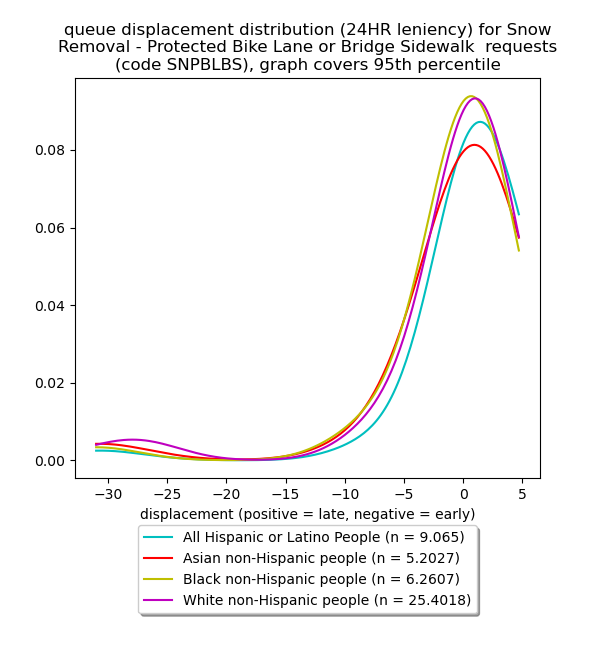 queue displacement distribution (24HR leniency) for Snow
Removal - Protected Bike Lane or Bridge Sidewalk  requests
(code SNPBLBS), graph covers 95th percentile
0.08
0.06
0.04
0.02
0.00
−30 −25 −20 −15 −10 −5 0 5
displacement (positive = late, negative = early)
All Hispanic or Latino People (n = 9.065)
Asian non-Hispanic people (n = 5.2027)
Black non-Hispanic people (n = 6.2607)
White non-Hispanic people (n = 25.4018)